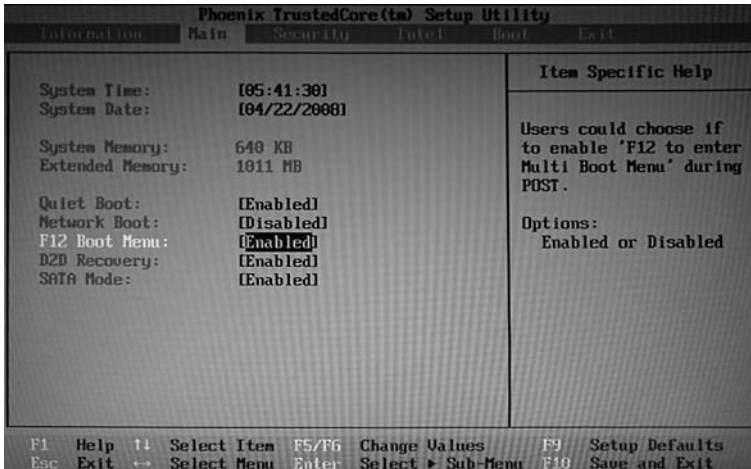 Phoenix TrustedCore(tm) Setup Utility
Information Main Security Intel Boot Exit
System Time: [05:41:30]
System Date: [04/22/2008]
System Memory: 640 KB
Extended Memory: 1011 MB
Quiet Boot: [Enabled]
Network Boot: [Disabled]
F12 Boot Menu: [Enabled]
D2D Recovery: [Enabled]
SATA Mode: [Enabled]
Item Specific Help
Users could choose if
to enable 'F12 to enter
Multi Boot Menu' during
POST.
Options:
Enabled or Disabled
F1 Help ↑↓ Select Item F5/F6 Change Values F9 Setup Defaults
Esc Exit ↔ Select Menu Enter Select ▶ Sub-Menu F10 Save and Exit